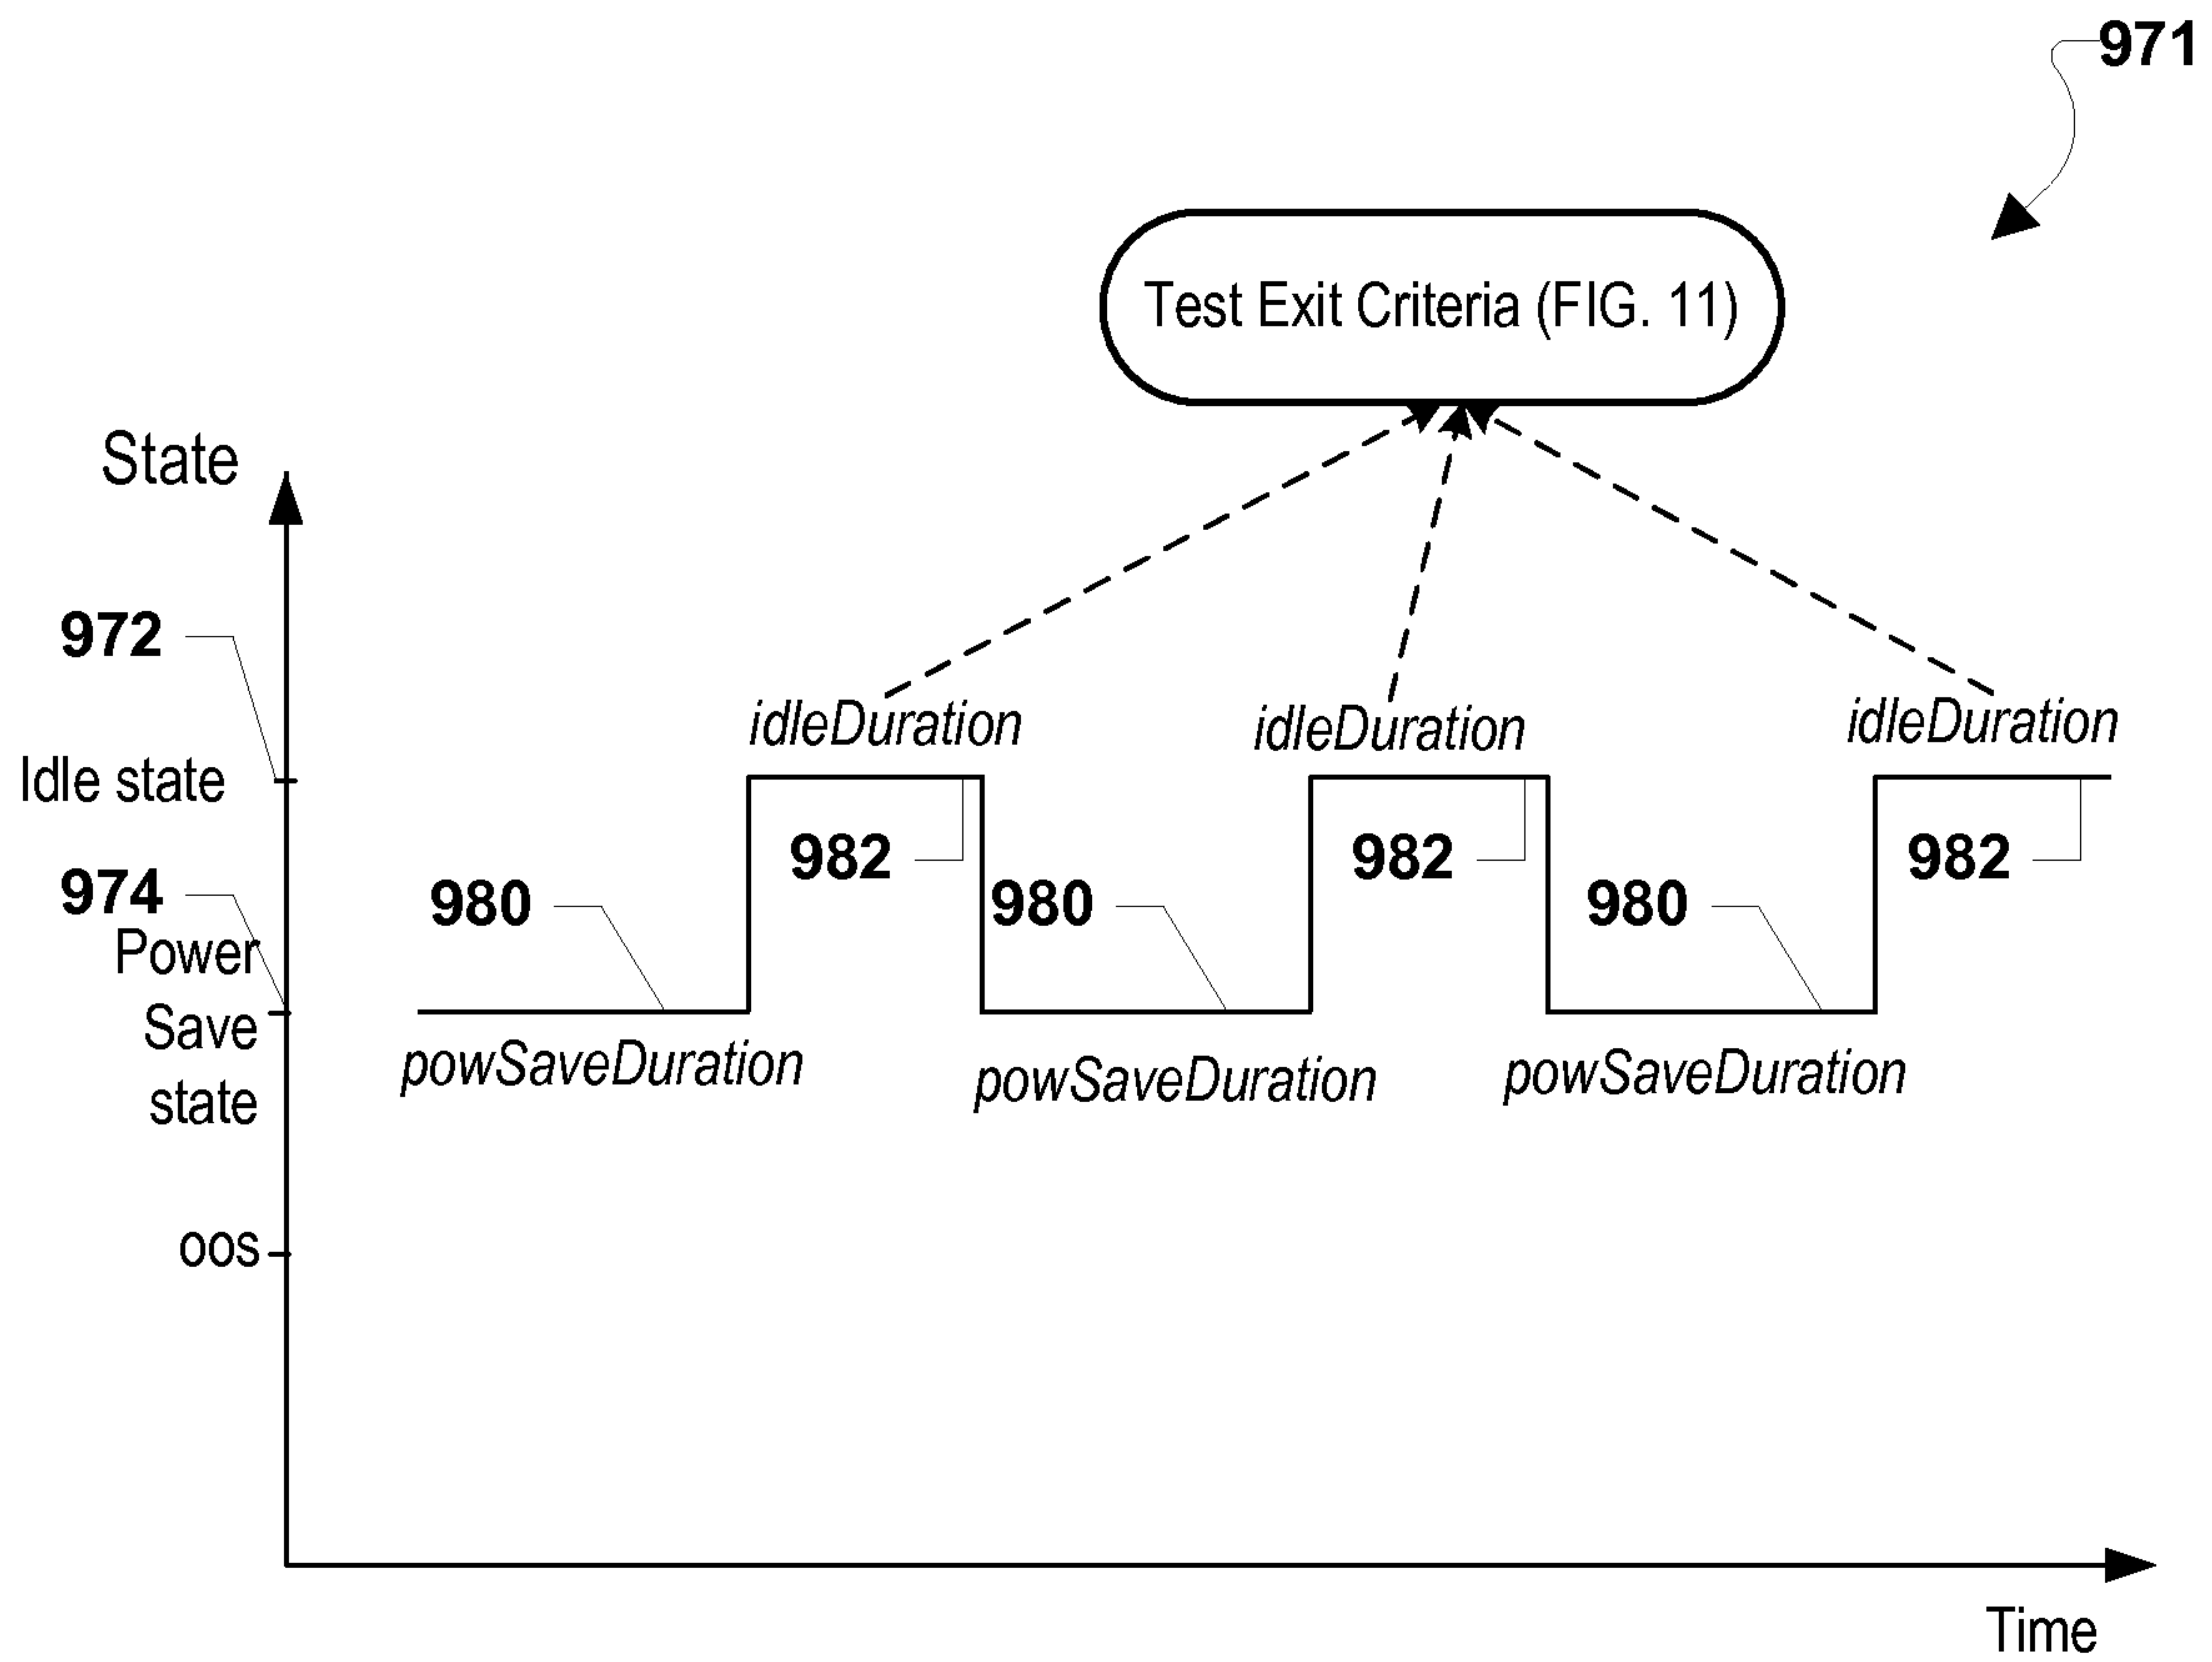 971
Test Exit Criteria (FIG. 11)
State
972
idleDuration
idleDuration
idleDuration
Idle state
982
982
982
974
980
980
980
Power
Save
state
powSaveDuration
powSaveDuration
powSaveDuration
oos
Time